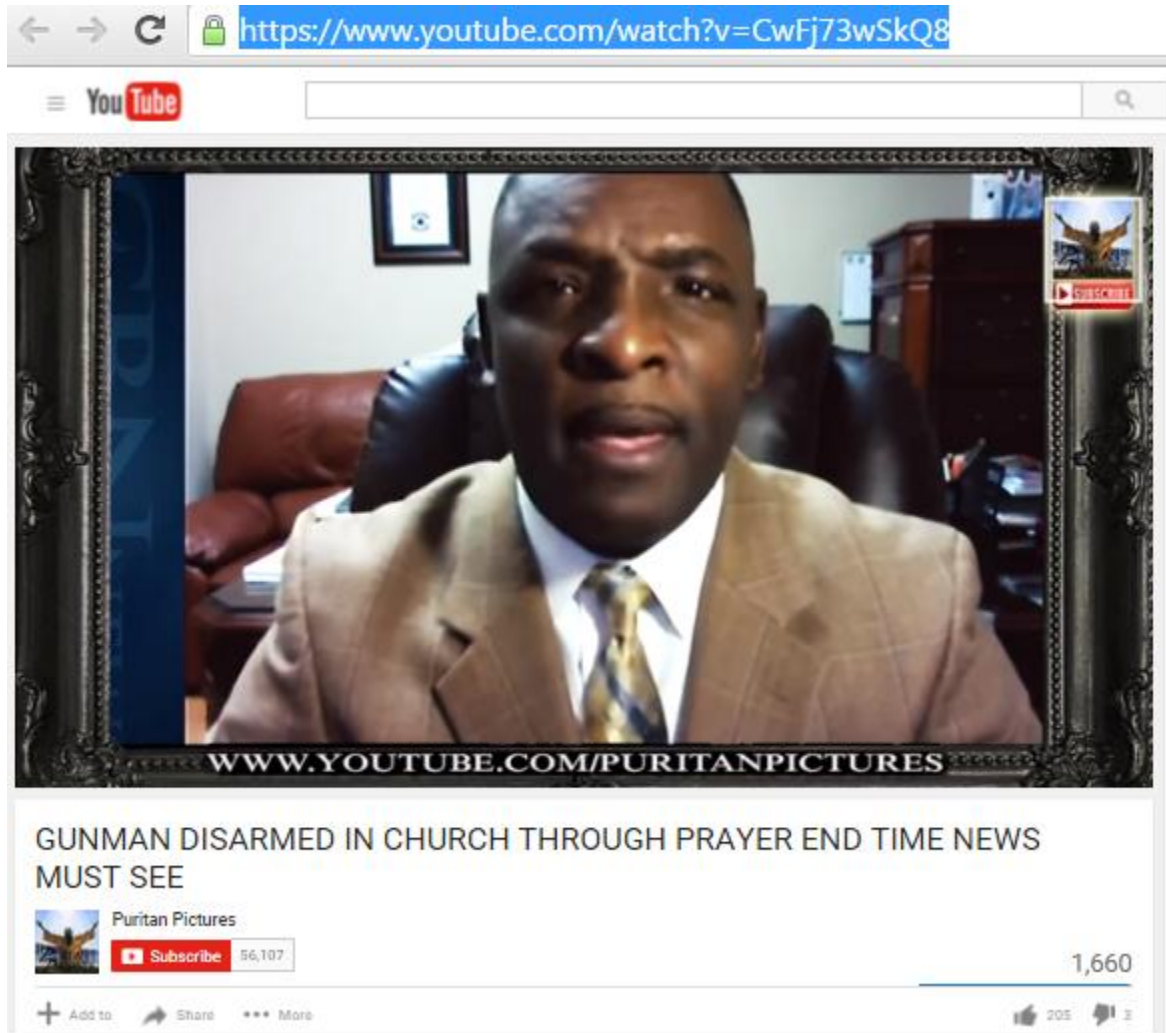 https://www.youtube.com/watch?v=CwFj73wSkQ8
YouTube
SUBSCRIBE
WWW.YOUTUBE.COM/PURITANPICTURES
GUNMAN DISARMED IN CHURCH THROUGH PRAYER END TIME NEWS
MUST SEE
Puritan Pictures
Subscribe 56,107
1,660
Add to Share More
205 3